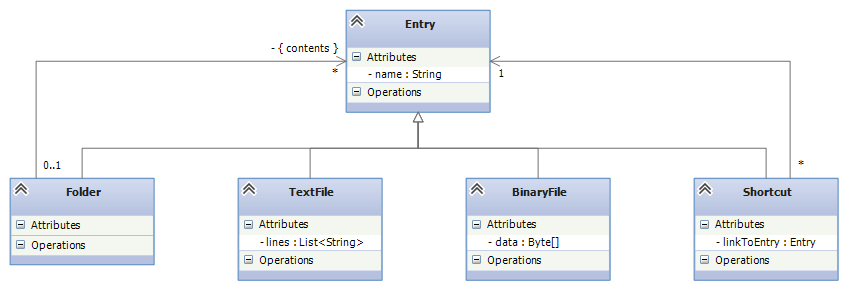 Entry
- { contents }
Attributes
*
- name : String
1
Operations
0..1
*
Folder
Attributes
Operations
TextFile
Attributes
- lines : List<String>
Operations
BinaryFile
Attributes
- data : Byte[]
Operations
Shortcut
Attributes
- linkToEntry : Entry
Operations